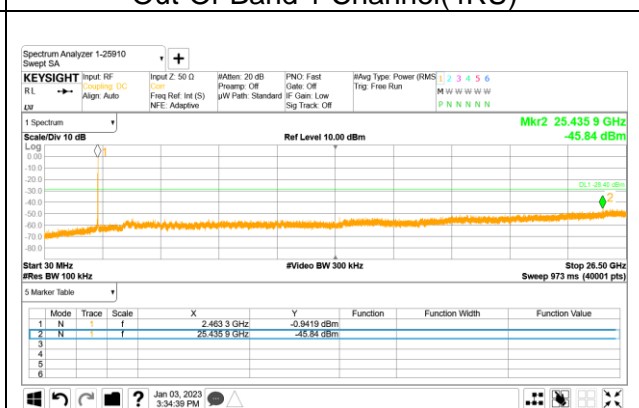 Out Of Band 1 Channel(4RU)
Spectrum Analyzer 1-25910
Swept SA
+
KEYSIGHT Input: RF Input Z: 50 Ω #Atten: 20 dB PNO: Fast #Avg Type: Power (RMS 1 2 3 4 5 6
RL Coupling: DC Corr Preamp: Off Gate: Off Trig: Free Run M W W W W W
Align: Auto Freq Ref: Int (S) µW Path: Standard IF Gain: Low
LXI NFE: Adaptive Sig Track: Off P N N N N N
1 Spectrum Mkr2 25.435 9 GHz
Scale/Div 10 dB Ref Level 10.00 dBm -45.84 dBm
Log
0.00
1
-10.0
-20.0
DL1 -28.40 dBm
-30.0
-40.0
2
-50.0
-60.0
-70.0
-80.0
Start 30 MHz #Video BW 300 kHz Stop 26.50 GHz
#Res BW 100 kHz Sweep 973 ms (40001 pts)
5 Marker Table
Mode Trace Scale X Y Function Function Width Function Value
1 N 1 f 2.463 3 GHz -0.9419 dBm
2 N 1 f 25.435 9 GHz -45.84 dBm
3
4
5
6
? Jan 03, 2023
3:34:39 PM